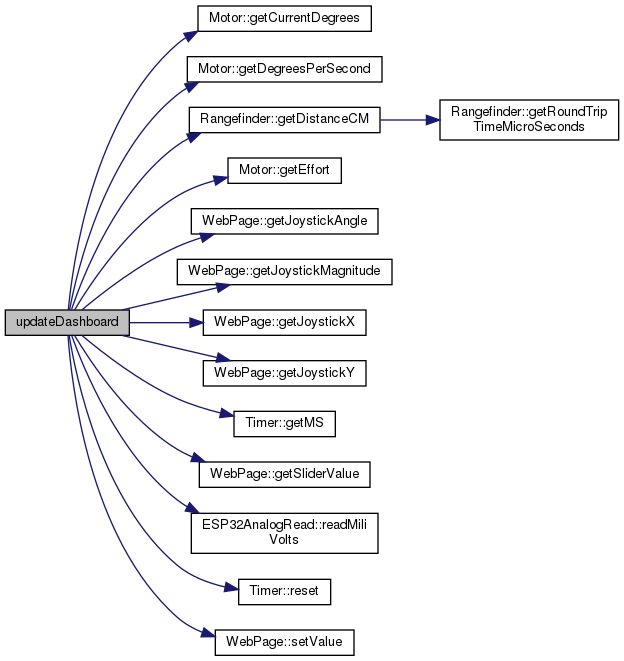 Motor::getCurrentDegrees
Motor::getDegreesPerSecond
Rangefinder::getDistanceCM
Rangefinder::getRoundTrip
TimeMicroSeconds
Motor::getEffort
WebPage::getJoystickAngle
WebPage::getJoystickMagnitude
updateDashboard
WebPage::getJoystickX
WebPage::getJoystickY
Timer::getMS
WebPage::getSliderValue
ESP32AnalogRead::readMili
Volts
Timer::reset
WebPage::setValue